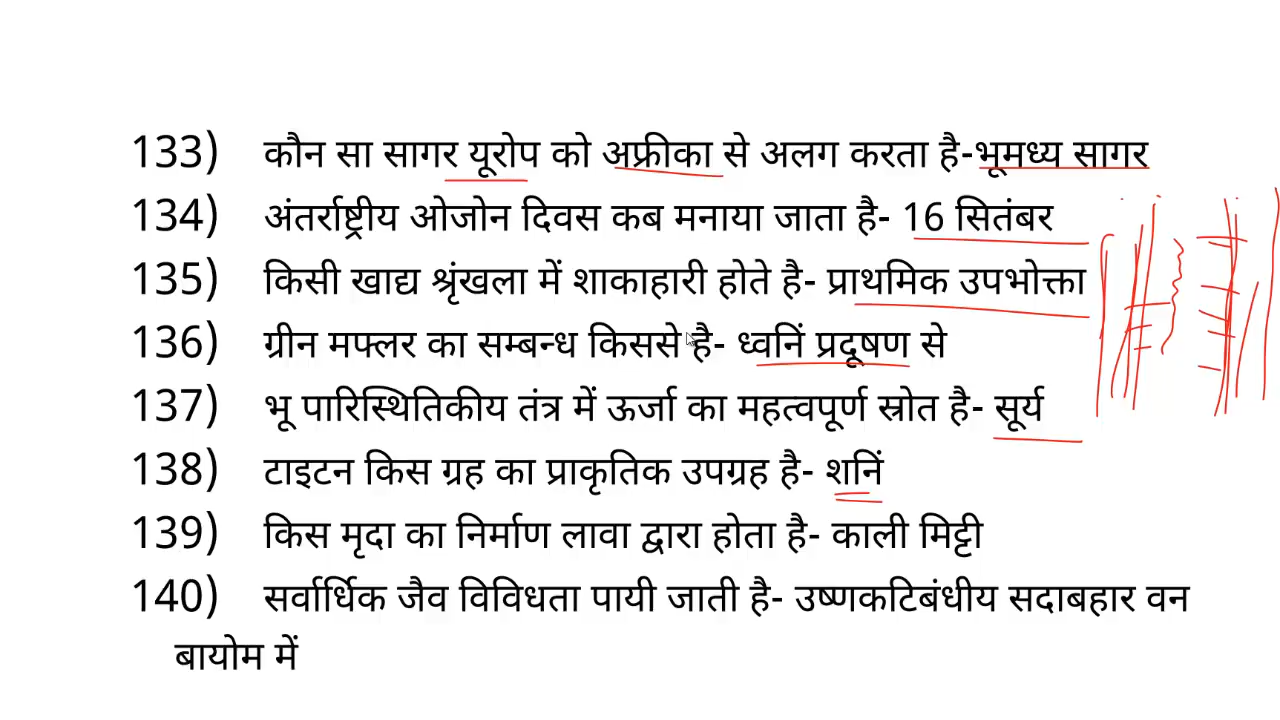 133) कौन सा सागर यूरोप को अफ्रीका से अलग करता है-भूमध्य सागर
134) अंतर्राष्ट्रीय ओजोन दिवस कब मनाया जाता है- 16 सितंबर
135) किसी खाद्य श्रृंखला में शाकाहारी होते है- प्राथमिक उपभोक्ता
136) ग्रीन मफ्लर का सम्बन्ध किससे है- ध्वनिं प्रदूषण से
137) भू पारिस्थितिकीय तंत्र में ऊर्जा का महत्वपूर्ण स्रोत है- सूर्य
138) टाइटन किस ग्रह का प्राकृतिक उपग्रह है- शनिं
139) किस मृदा का निर्माण लावा द्वारा होता है- काली मिट्टी
140) सर्वार्धिक जैव विविधता पायी जाती है- उष्णकटिबंधीय सदाबहार वन
बायोम में